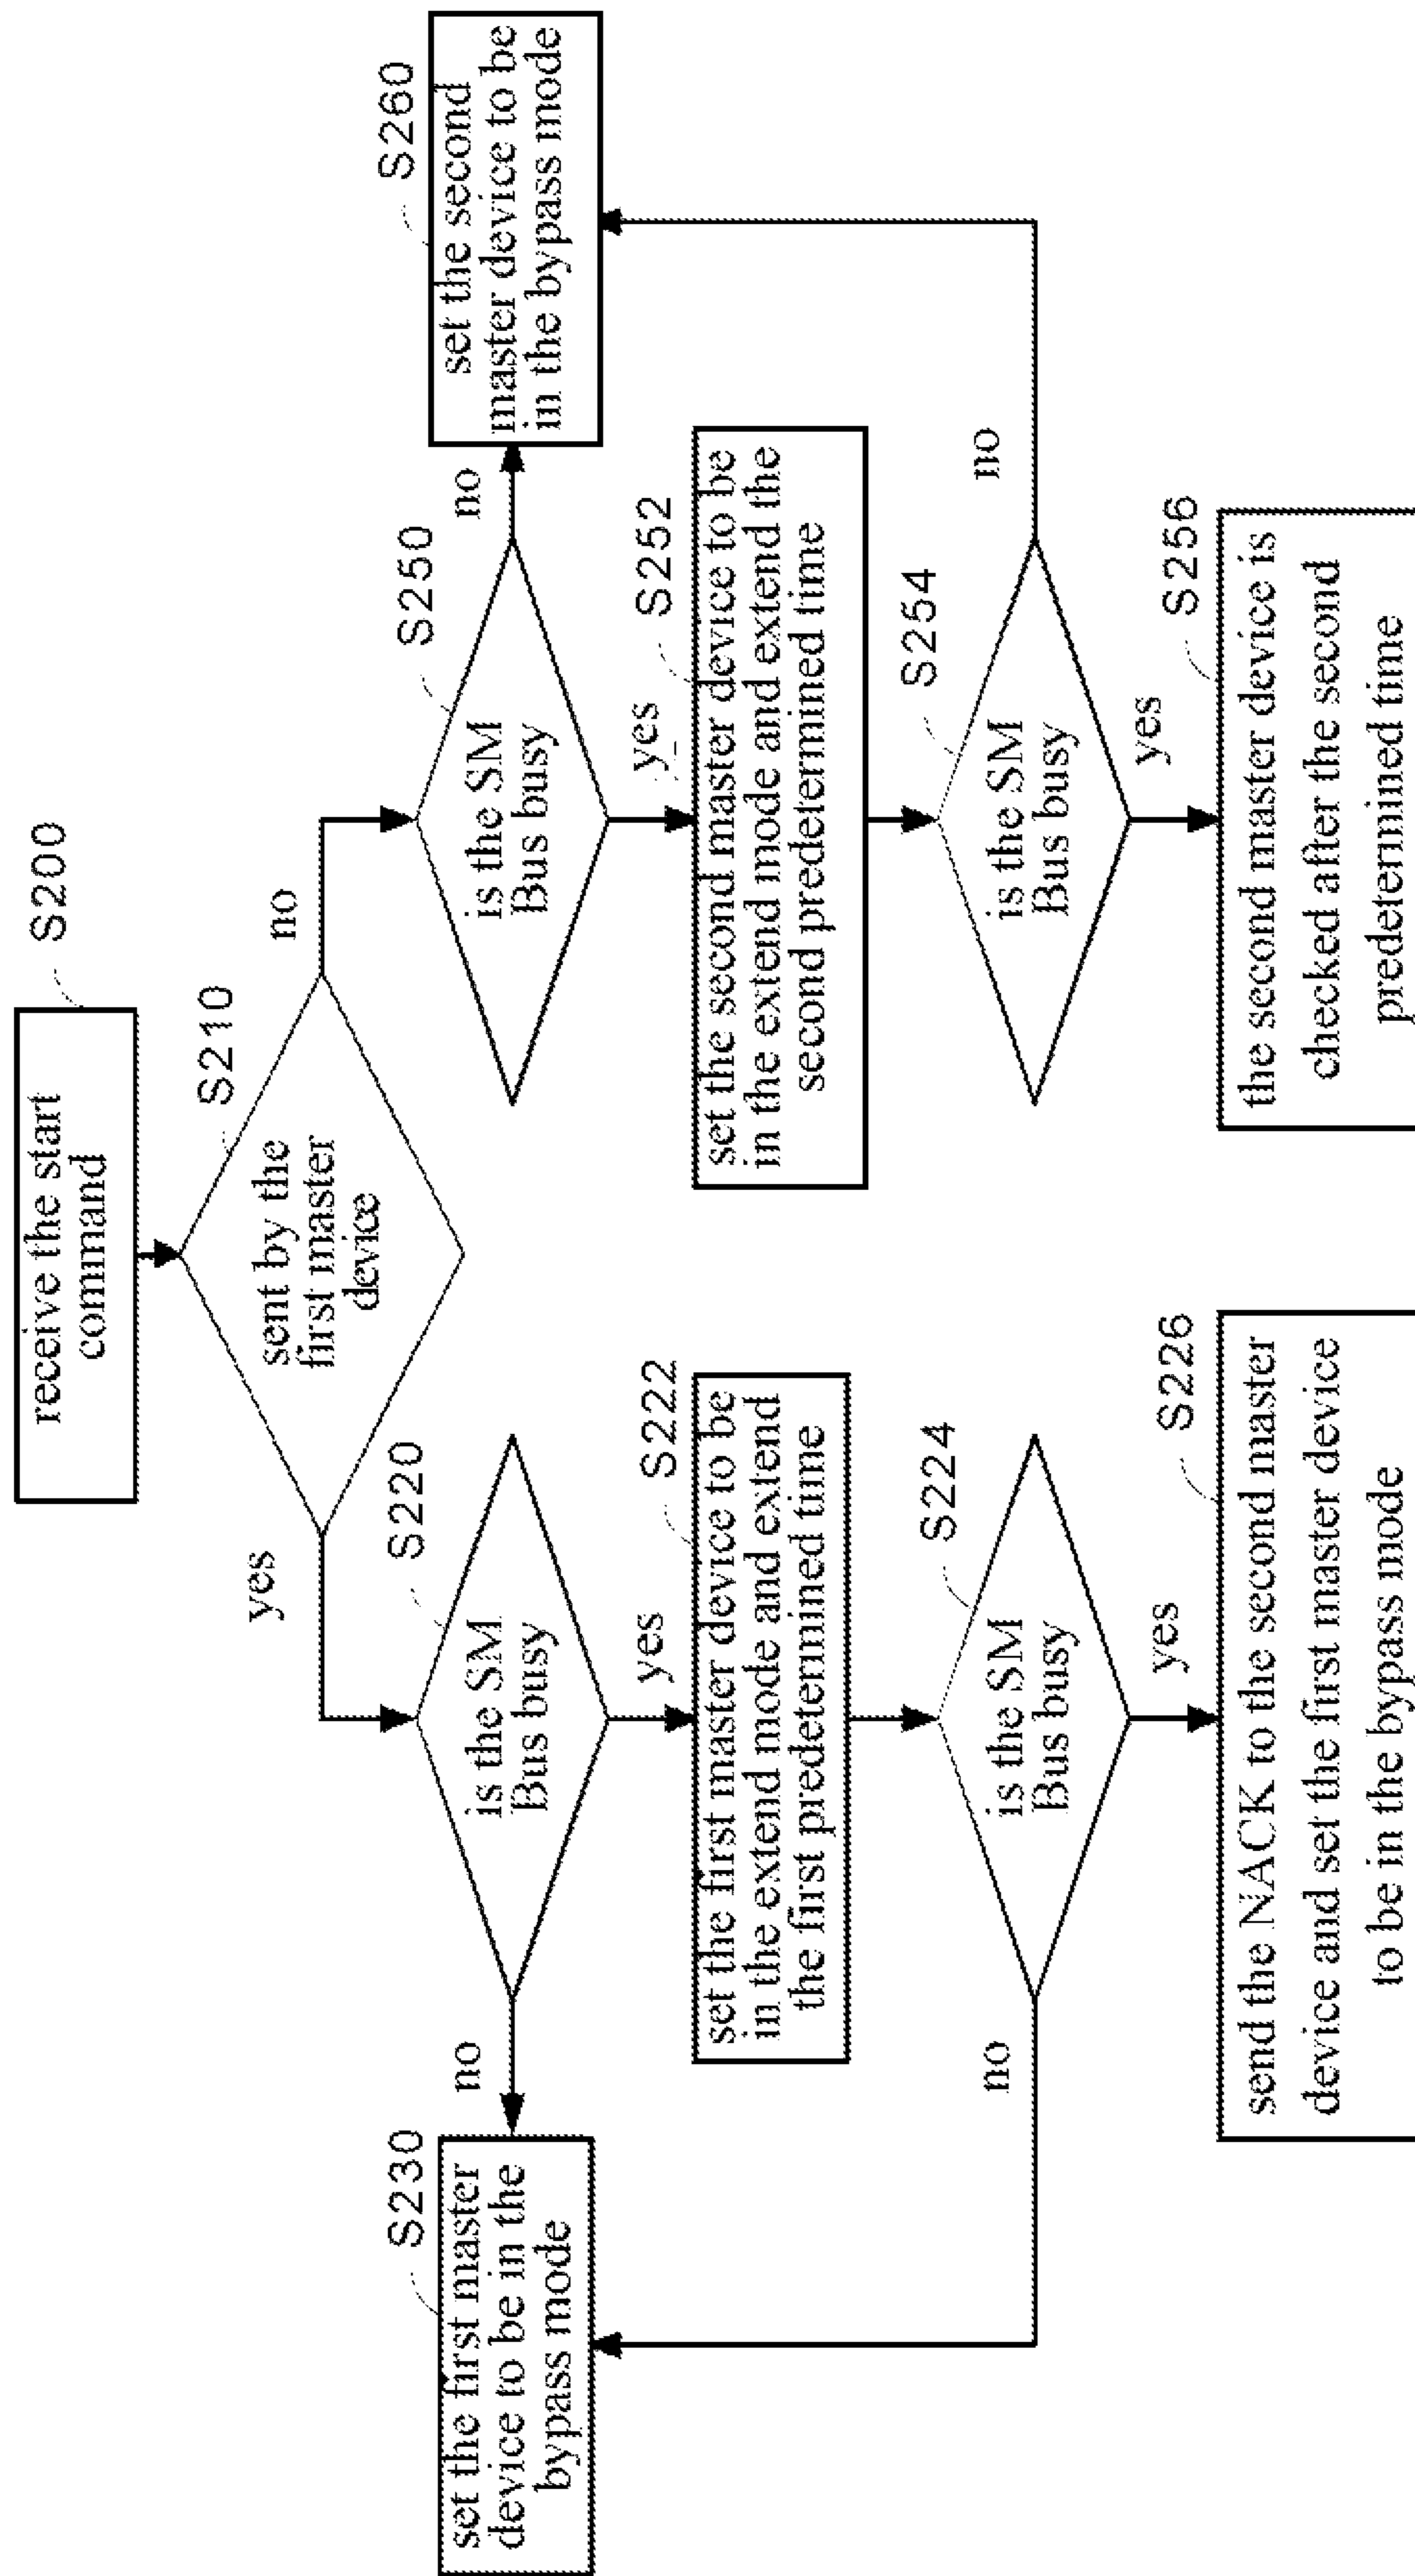 receive the start
command
S200
sent by the
first master
device
S210
yes
no
is the SM
Bus busy
S220
no
yes
set the first master
device to be in the
bypass mode
S230
set the first master device to be
in the extend mode and extend
the first predetermined time
S222
is the SM
Bus busy
S224
no
yes
send the NACK to the second master
device and set the first master device
to be in the bypass mode
S226
is the SM
Bus busy
S250
no
yes
set the second
master device to be
in the bypass mode
S260
set the second master device to be
in the extend mode and extend the
second predetermined time
S252
is the SM
Bus busy
S254
no
yes
the second master device is
checked after the second
predetermined time
S256